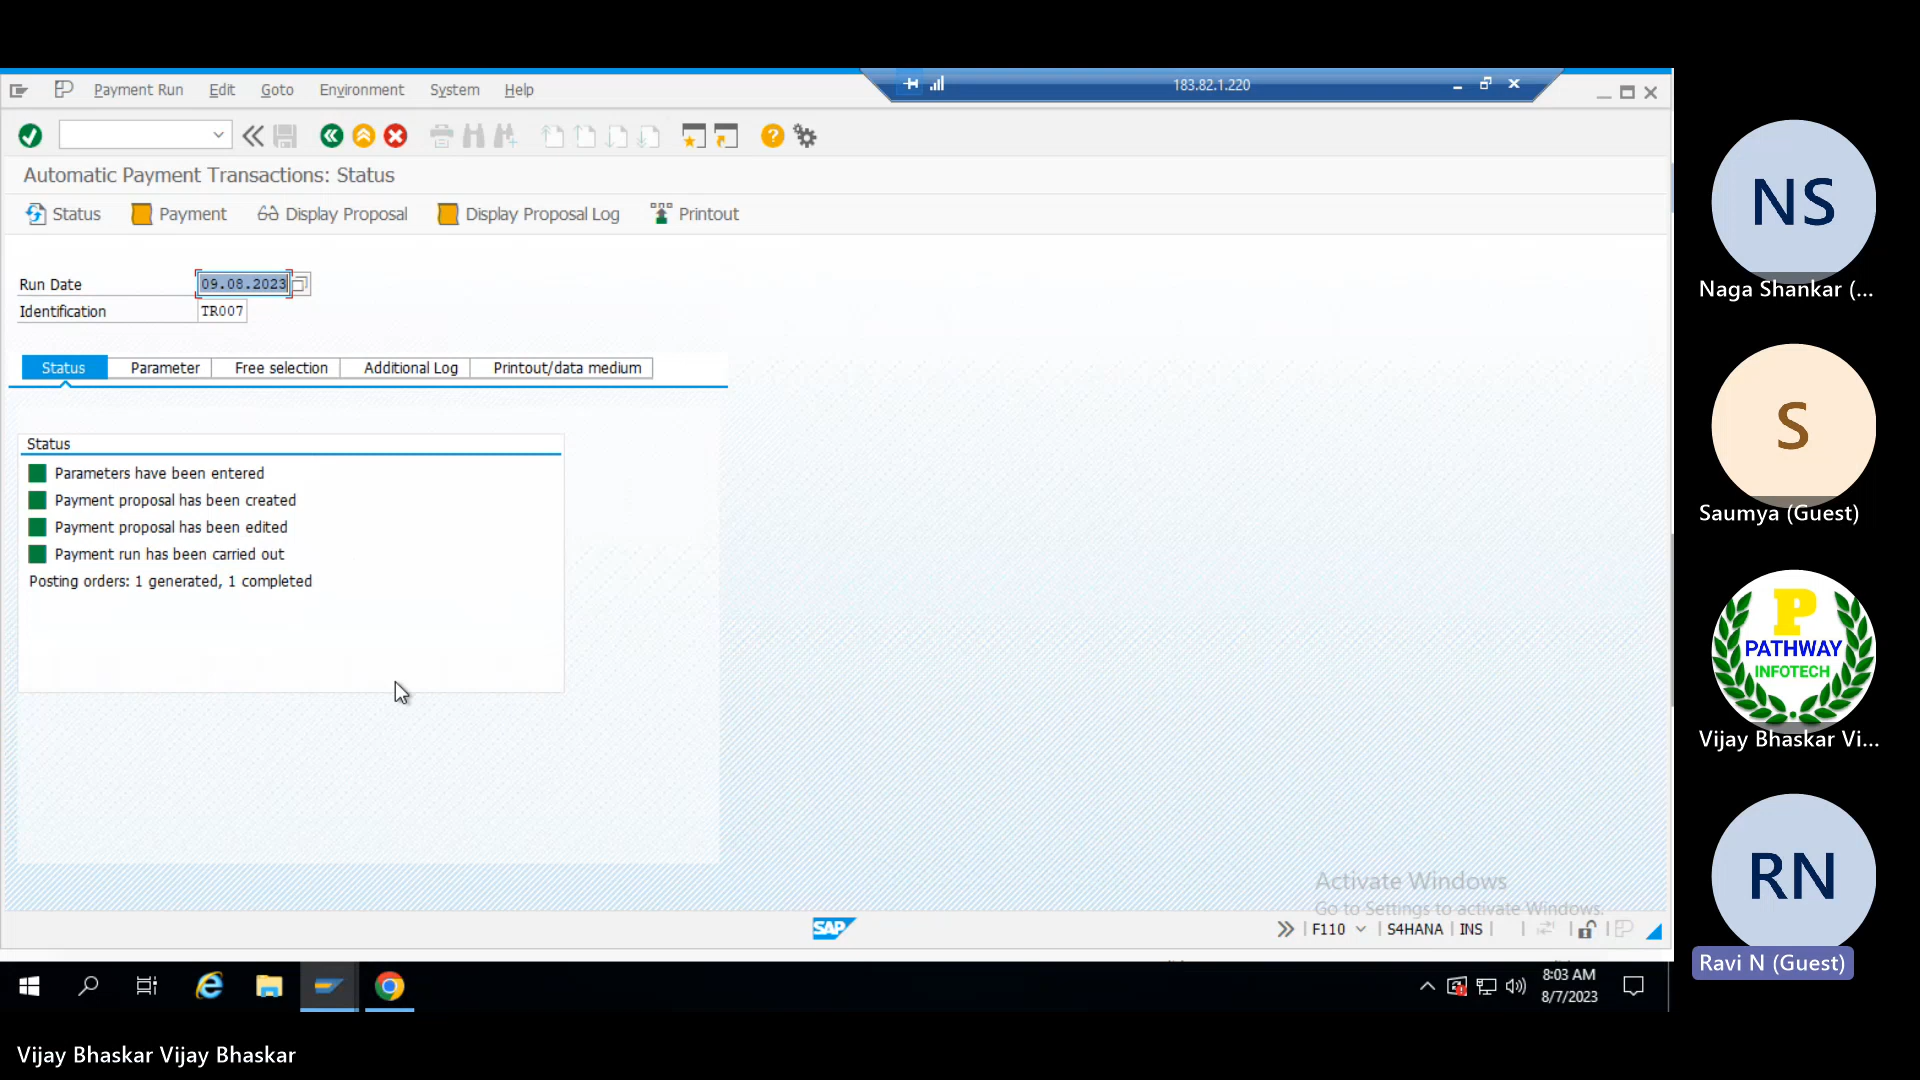 183.82.1.220
Payment Run Edit Goto Environment System Help
Automatic Payment Transactions: Status
Status Payment Display Proposal Display Proposal Log Printout
Run Date 09.08.2023
Identification TR007
Status Parameter Free selection Additional Log Printout/data medium
Status
Parameters have been entered
Payment proposal has been created
Payment proposal has been edited
Payment run has been carried out
Posting orders: 1 generated, 1 completed
Activate Windows
Go to Settings to activate Windows.
SAP F110 S4HANA INS
8:03 AM
8/7/2023
NS
Naga Shankar (...
S
Saumya (Guest)
P
PATHWAY
INFOTECH
Vijay Bhaskar Vi...
RN
Ravi N (Guest)
Vijay Bhaskar Vijay Bhaskar